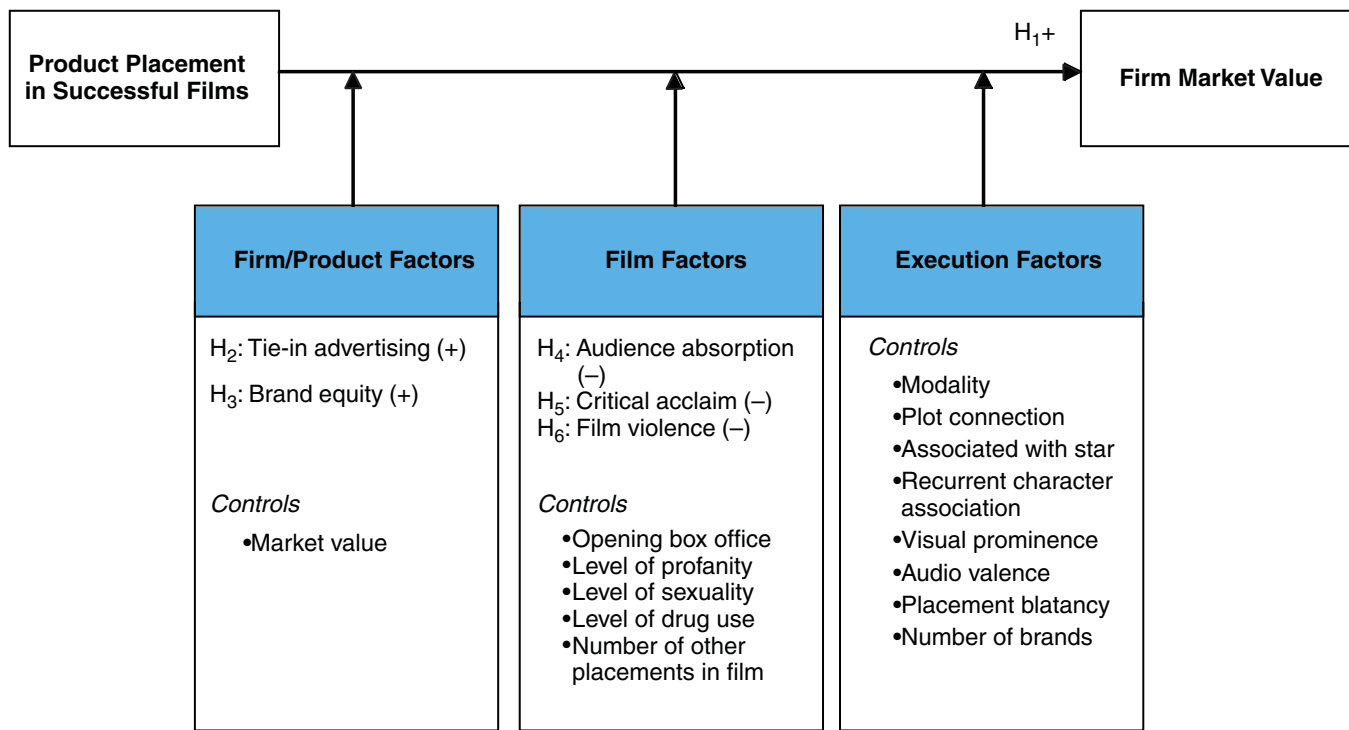 H₁+
Product Placement
in Successful Films
Firm Market Value
Firm/Product Factors
H₂: Tie-in advertising (+)
H₃: Brand equity (+)
Controls
•Market value
Film Factors
H₄: Audience absorption
(–)
H₅: Critical acclaim (–)
H₆: Film violence (–)
Controls
•Opening box office
•Level of profanity
•Level of sexuality
•Level of drug use
•Number of other
placements in film
Execution Factors
Controls
•Modality
•Plot connection
•Associated with star
•Recurrent character
association
•Visual prominence
•Audio valence
•Placement blatancy
•Number of brands